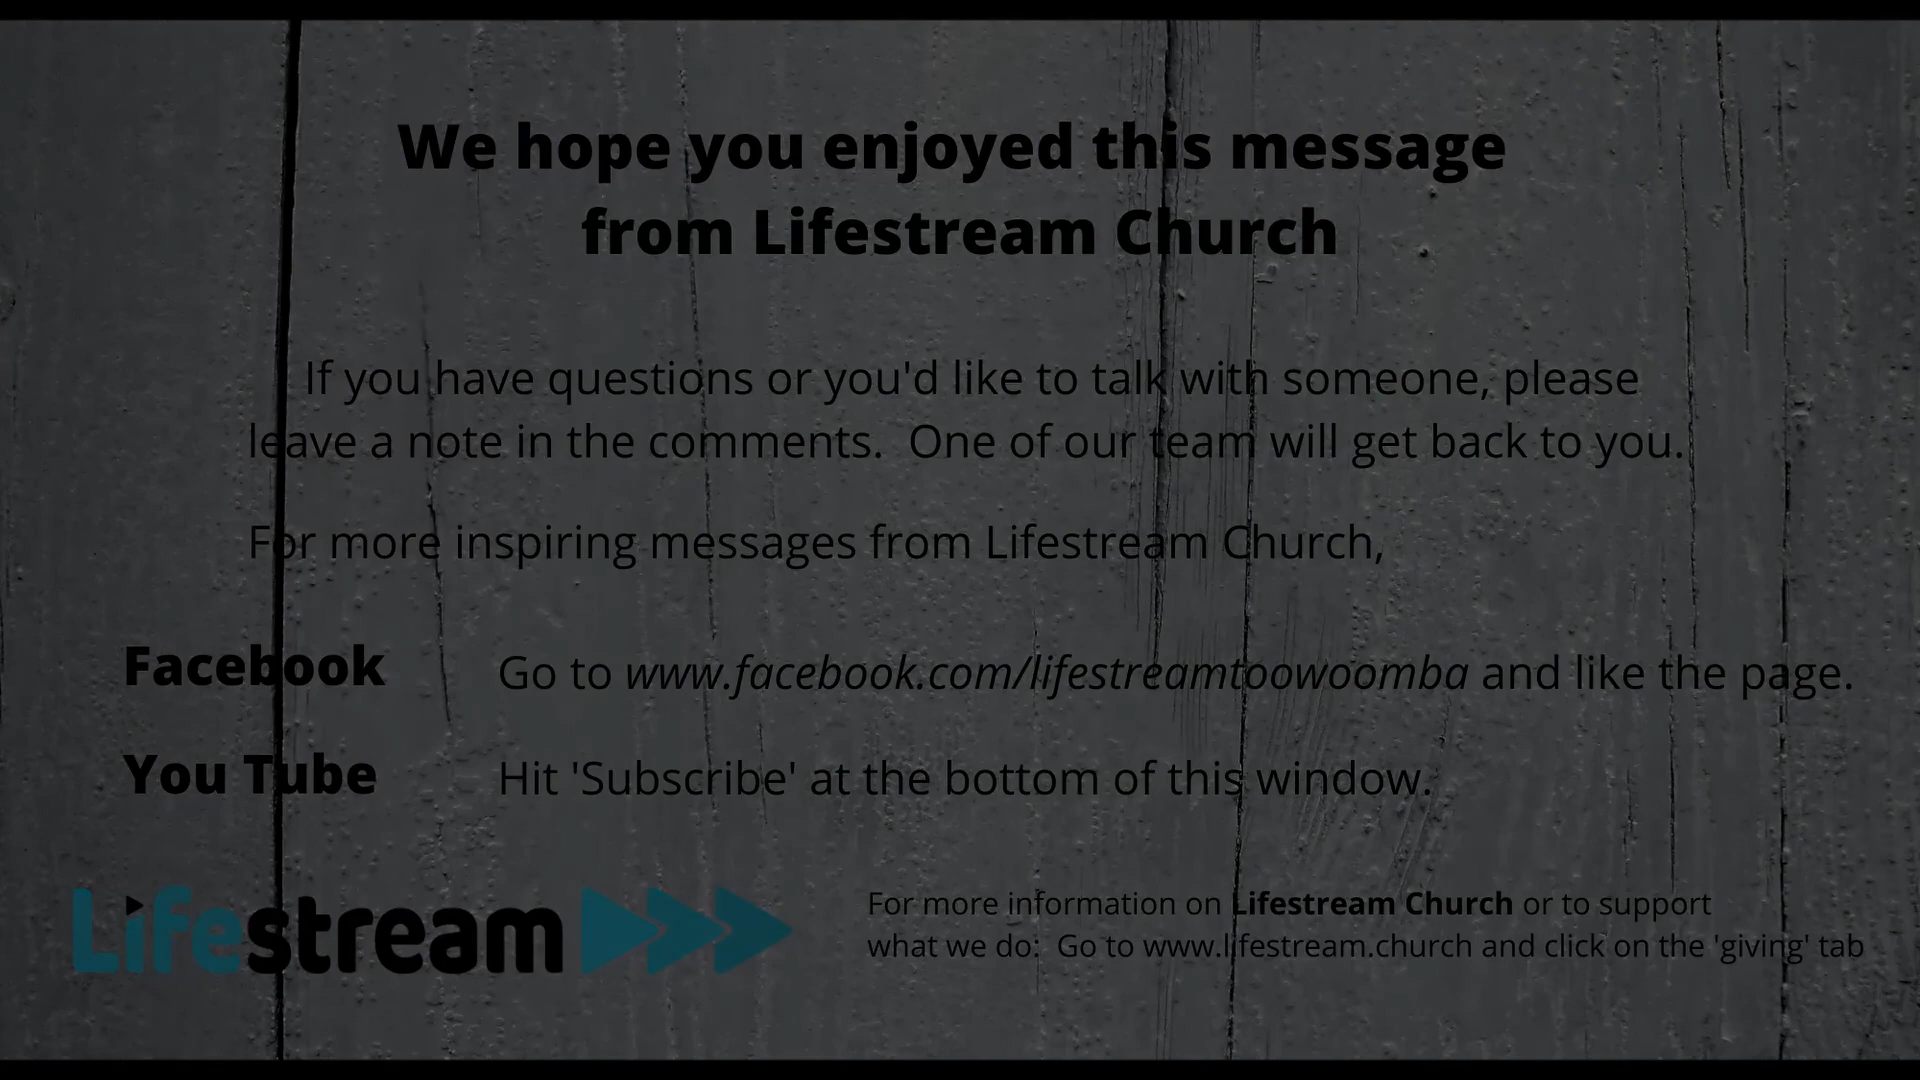 We hope you enjoyed this message
from Lifestream Church
If you have questions or you'd like to talk with someone, please
leave a note in the comments.  One of our team will get back to you.
For more inspiring messages from Lifestream Church,
Facebook Go to www.facebook.com/lifestreamtoowoomba and like the page.
You Tube Hit 'Subscribe' at the bottom of this window.
Lifestream
For more information on Lifestream Church or to support
what we do:  Go to www.lifestream.church and click on the 'giving' tab